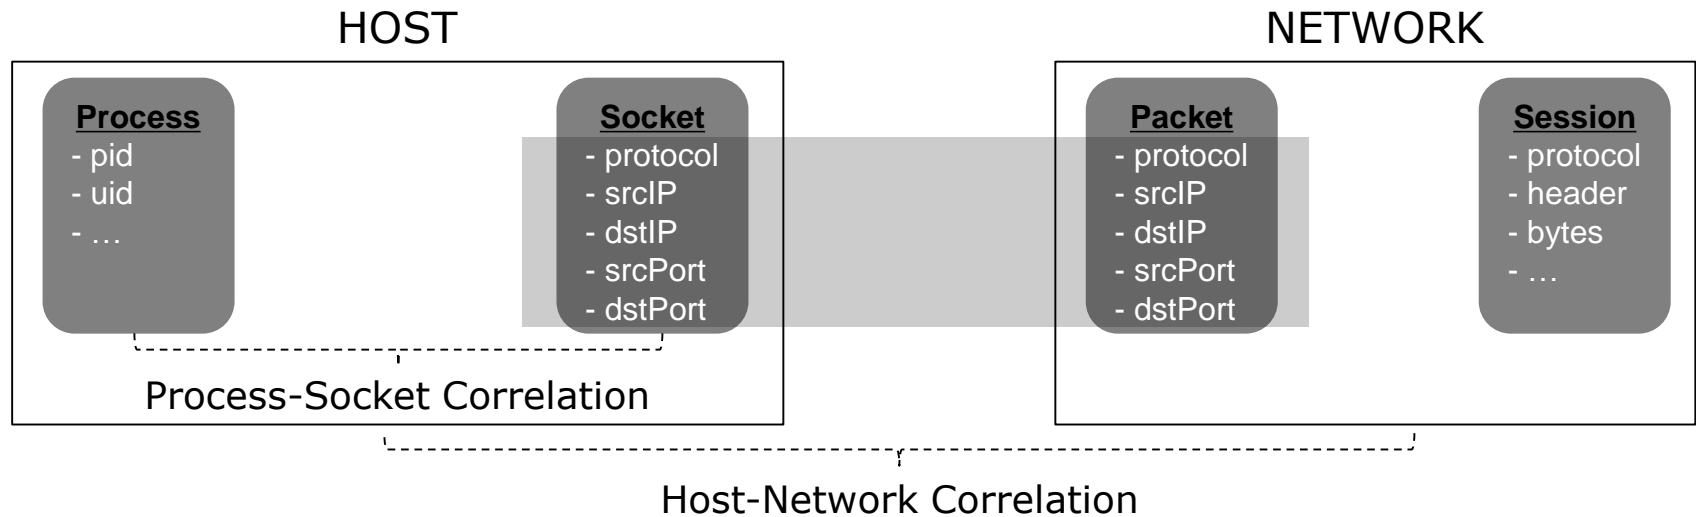 HOST
Process
- pid
- uid
- …
Socket
- protocol
- srcIP
- dstIP
- srcPort
- dstPort
Process-Socket Correlation
NETWORK
Packet
- protocol
- srcIP
- dstIP
- srcPort
- dstPort
Session
- protocol
- header
- bytes
- …
Host-Network Correlation